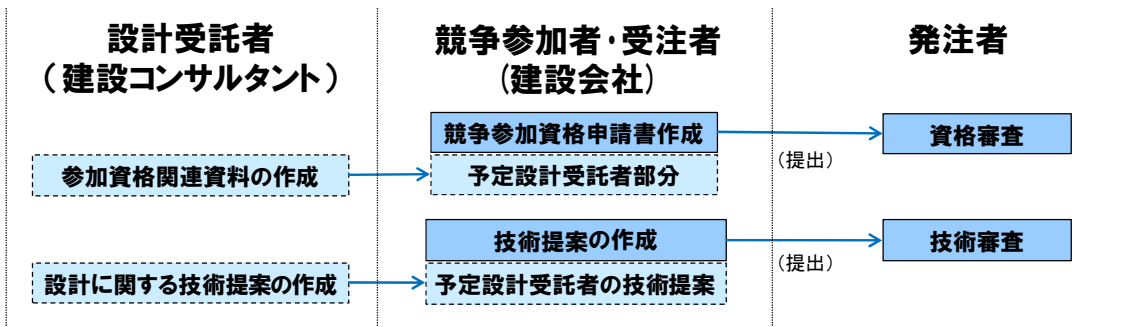 設計受託者
（建設コンサルタント）
競争参加者・受注者
(建設会社)
発注者
競争参加資格申請書作成
資格審査
（提出）
参加資格関連資料の作成
予定設計受託者部分
技術提案の作成
技術審査
（提出）
設計に関する技術提案の作成
予定設計受託者の技術提案